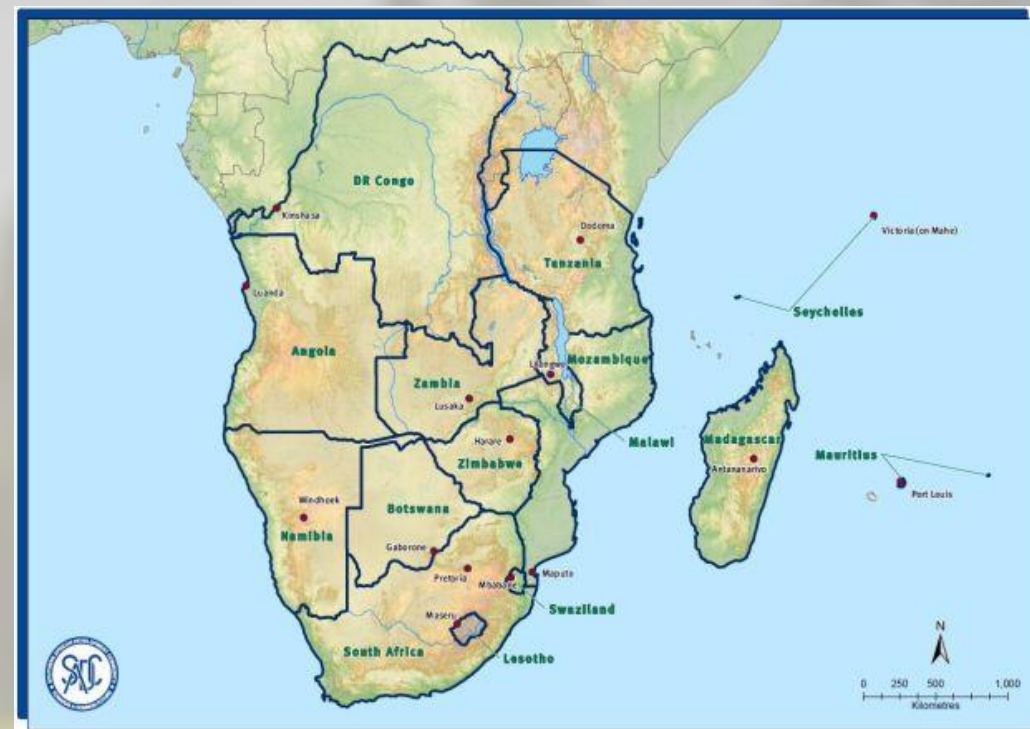 DR Congo
Kinshasa
Dodoma
Tanzania
Victoria (on Mahe)
Luanda
Seychelles
Angola
Mozambique
Zambia
Lusaka
Malawi
Harare
Zimbabwe
Madagascar
Antananarivo
Mauritius
Port Louis
Windhoek
Namibia
Botswana
Gaborone
Pretoria
Mbabane
Maputo
Swaziland
Maseru
South Africa
Lesotho
SADC
N
0 250 500 1,000
Kilometres